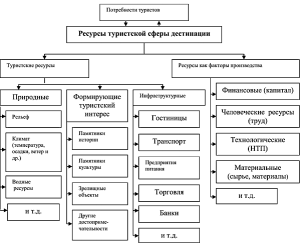 Потребности туристов
Ресурсы туристской сферы дестинации
Туристские ресурсы
Ресурсы как факторы производства
Природные
Рельеф
Климат
(температура,
осадки, ветер и
др.)
Водные
ресурсы
и т.д.
Формирующие
туристский
интерес
Памятники
истории
Памятники
культуры
Зрелищные
объекты
Другие
достоприме-
чательности
Инфраструктурные
Гостиницы
Транспорт
Предприятия
питания
Торговля
Банки
и т.д.
Финансовые (капитал)
Человеческие ресурсы
(труд)
Технологические
(НТП)
Материальные
(сырье, материалы)
и т.д.